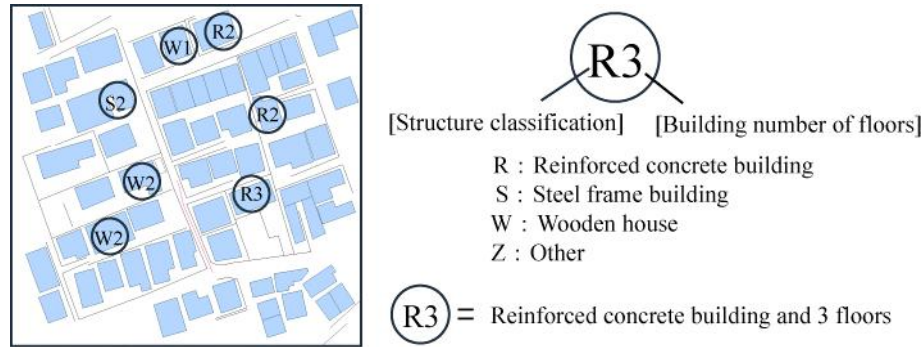 W1
R2
S2
R2
W2
R3
W2
R3
[Structure classification] [Building number of floors]
R : Reinforced concrete building
S : Steel frame building
W : Wooden house
Z : Other
R3 = Reinforced concrete building and 3 floors